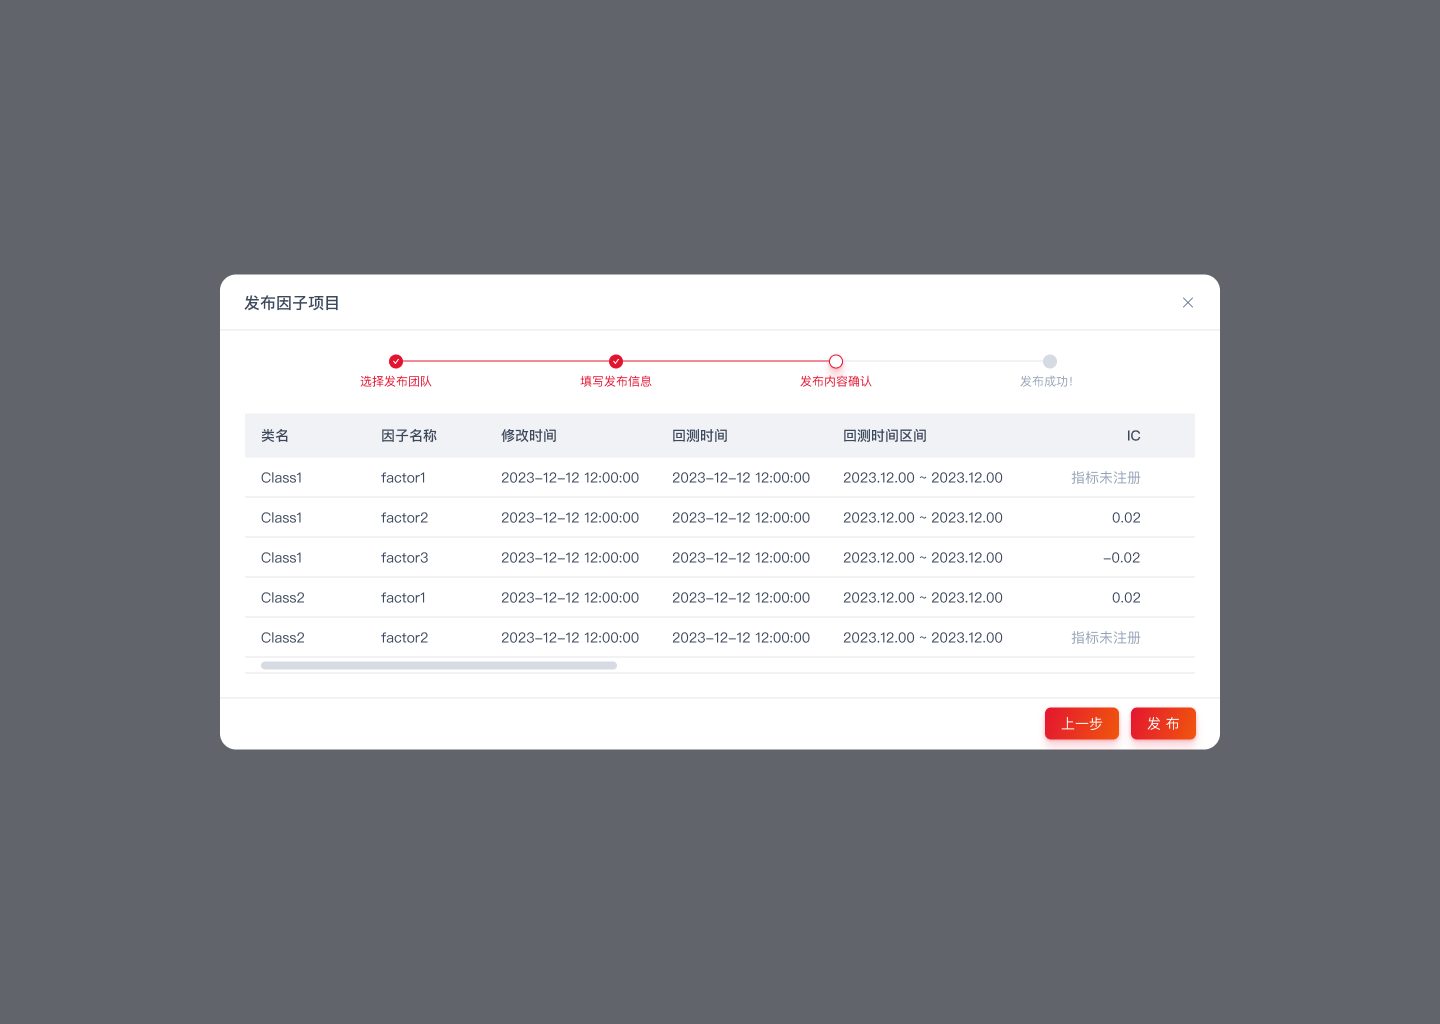 发布因子项目
选择发布团队 填写发布信息 发布内容确认 发布成功！
类名 因子名称 修改时间 回测时间 回测时间区间 IC
Class1 factor1 2023-12-12 12:00:00 2023-12-12 12:00:00 2023.12.00 ~ 2023.12.00 指标未注册
Class1 factor2 2023-12-12 12:00:00 2023-12-12 12:00:00 2023.12.00 ~ 2023.12.00 0.02
Class1 factor3 2023-12-12 12:00:00 2023-12-12 12:00:00 2023.12.00 ~ 2023.12.00 -0.02
Class2 factor1 2023-12-12 12:00:00 2023-12-12 12:00:00 2023.12.00 ~ 2023.12.00 0.02
Class2 factor2 2023-12-12 12:00:00 2023-12-12 12:00:00 2023.12.00 ~ 2023.12.00 指标未注册
上一步 发 布